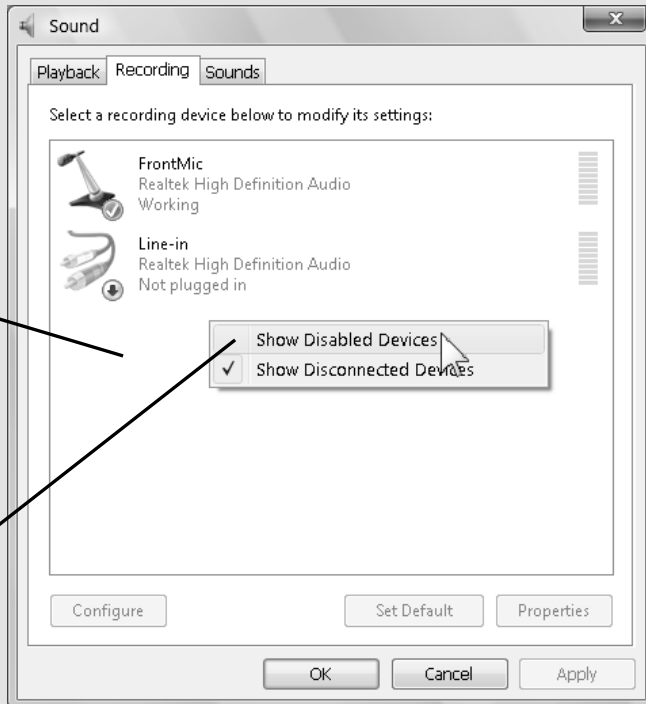 Sound
Playback Recording Sounds
Select a recording device below to modify its settings:
FrontMic
Realtek High Definition Audio
Working
Line-in
Realtek High Definition Audio
Not plugged in
Show Disabled Devices
Show Disconnected Devices
Configure Set Default Properties
OK Cancel Apply